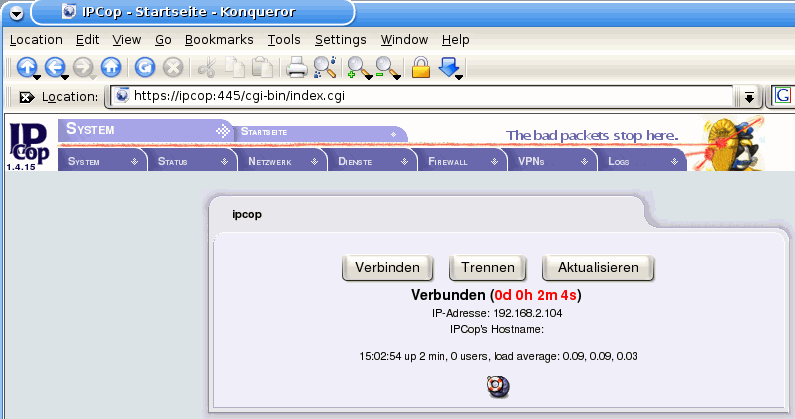 IPCop - Startseite - Konqueror
Location Edit View Go Bookmarks Tools Settings Window Help
Location: https://ipcop:445/cgi-bin/index.cgi G
IP Cop
1.4.15
SYSTEM STARTSEITE
The bad packets stop here.
SYSTEM STATUS NETZWERK DIENSTE FIREWALL VPNS LOGS
ipcop
Verbinden Trennen Aktualisieren
Verbunden (0d 0h 2m 4s)
IP-Adresse: 192.168.2.104
IPCop's Hostname:
15:02:54 up 2 min, 0 users, load average: 0.09, 0.09, 0.03